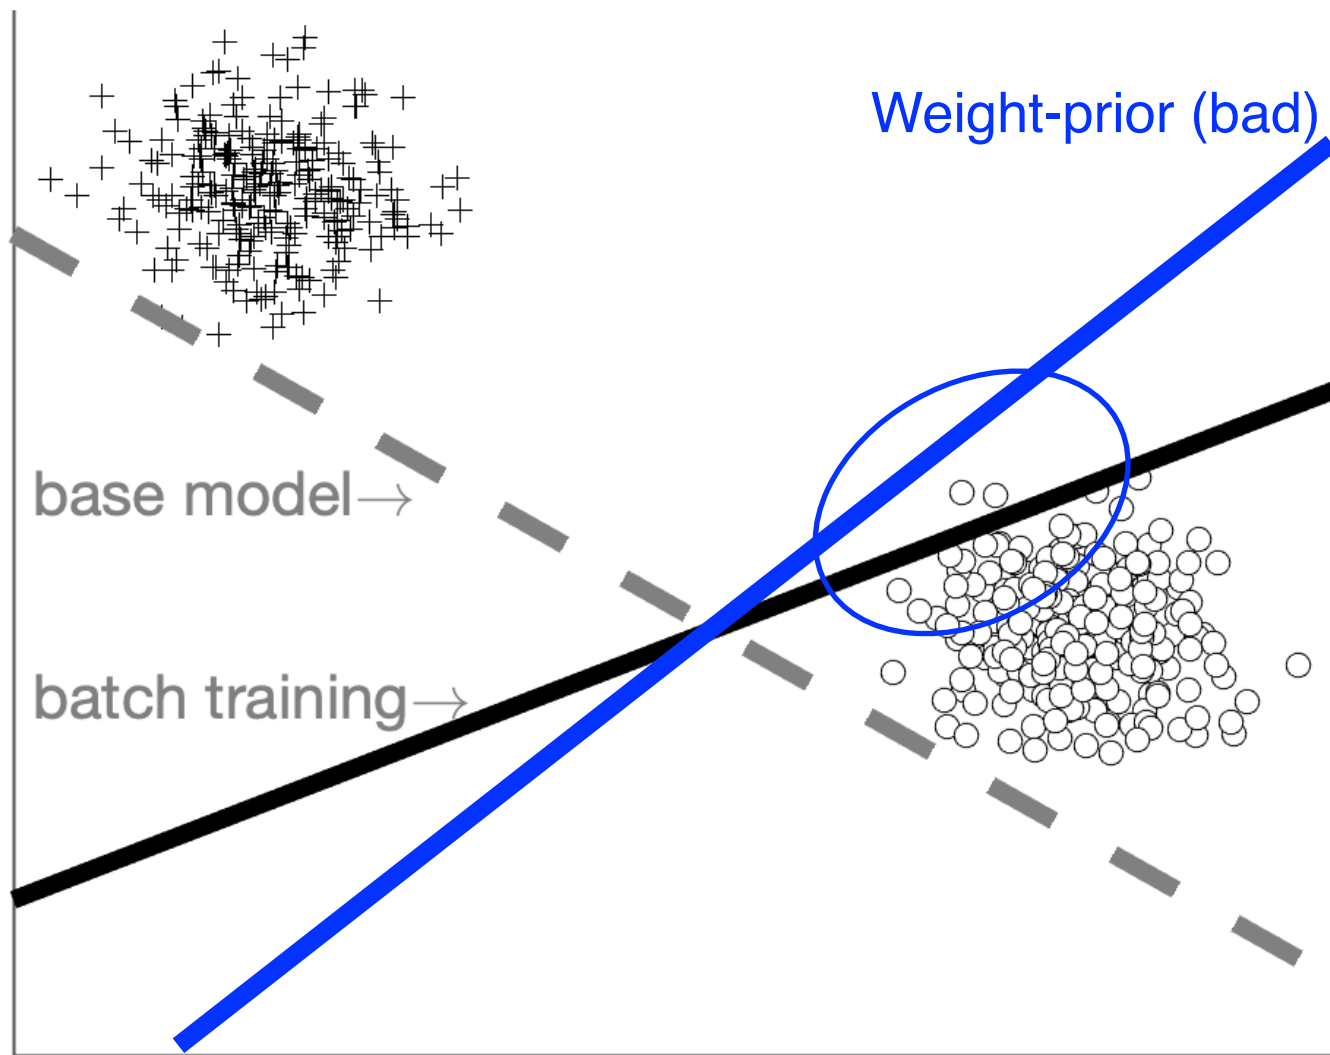 Weight-prior (bad)
base model→
batch training→